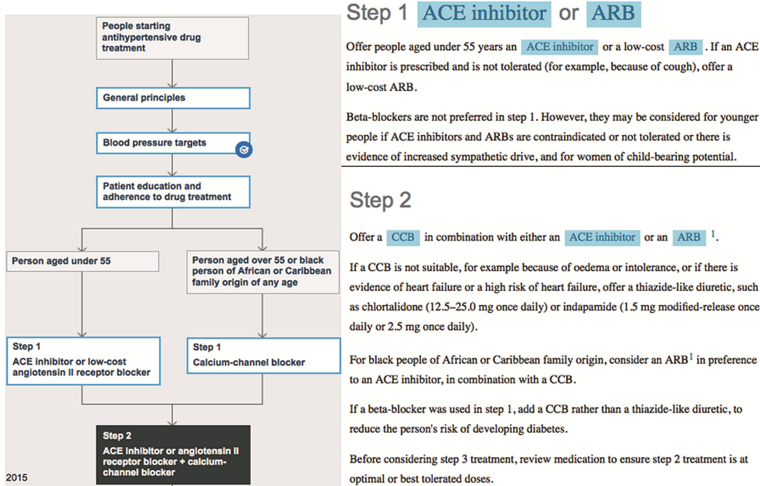 People starting
antihypertensive drug
treatment
General principles
Blood pressure targets
Patient education and
adherence to drug treatment
Person aged under 55
Person aged over 55 or black
person of African or Caribbean
family origin of any age
Step 1
ACE inhibitor or low-cost
angiotensin II receptor blocker
Step 1
Calcium-channel blocker
Step 2
ACE inhibitor or angiotensin II
receptor blocker + calcium-
channel blocker
2015
Step 1 ACE inhibitor or ARB
Offer people aged under 55 years an ACE inhibitor or a low-cost ARB . If an ACE
inhibitor is prescribed and is not tolerated (for example, because of cough), offer a
low-cost ARB.
Beta-blockers are not preferred in step 1. However, they may be considered for younger
people if ACE inhibitors and ARBs are contraindicated or not tolerated or there is
evidence of increased sympathetic drive, and for women of child-bearing potential.
Step 2
Offer a CCB in combination with either an ACE inhibitor or an ARB 1.
If a CCB is not suitable, for example because of oedema or intolerance, or if there is
evidence of heart failure or a high risk of heart failure, offer a thiazide-like diuretic, such
as chlortalidone (12.5–25.0 mg once daily) or indapamide (1.5 mg modified-release once
daily or 2.5 mg once daily).
For black people of African or Caribbean family origin, consider an ARB1 in preference
to an ACE inhibitor, in combination with a CCB.
If a beta-blocker was used in step 1, add a CCB rather than a thiazide-like diuretic, to
reduce the person's risk of developing diabetes.
Before considering step 3 treatment, review medication to ensure step 2 treatment is at
optimal or best tolerated doses.